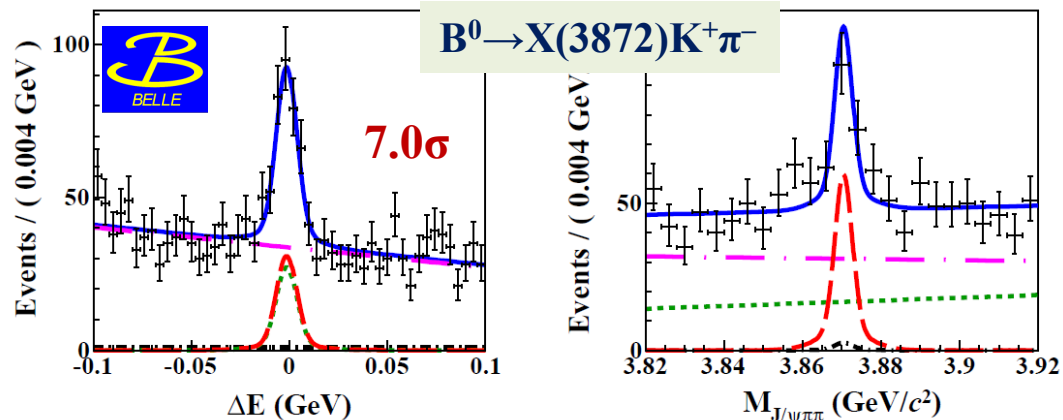 B⁰→X(3872)K⁺π⁻
BELLE
7.0σ
Events / ( 0.004 GeV )
100
50
0
-0.1
-0.05
0
0.05
0.1
ΔE (GeV)
Events / ( 0.004 GeV
100
50
0
3.82
3.84
3.86
3.88
3.9
3.92
M_J/ψππ (GeV/c²)